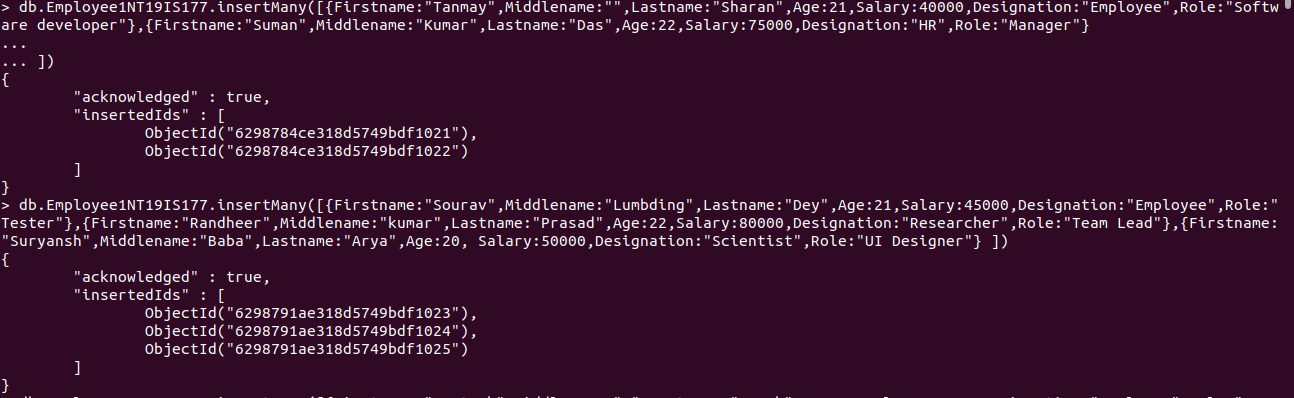 > db.Employee1NT19IS177.insertMany([{Firstname:"Tanmay",Middlename:"",Lastname:"Sharan",Age:21,Salary:40000,Designation:"Employee",Role:"Softw
are developer"},{Firstname:"Suman",Middlename:"Kumar",Lastname:"Das",Age:22,Salary:75000,Designation:"HR",Role:"Manager"}
...
... ])
{
        "acknowledged" : true,
        "insertedIds" : [
                ObjectId("6298784ce318d5749bdf1021"),
                ObjectId("6298784ce318d5749bdf1022")
        ]
}
> db.Employee1NT19IS177.insertMany([{Firstname:"Sourav",Middlename:"Lumbding",Lastname:"Dey",Age:21,Salary:45000,Designation:"Employee",Role:"
Tester"},{Firstname:"Randheer",Middlename:"kumar",Lastname:"Prasad",Age:22,Salary:80000,Designation:"Researcher",Role:"Team Lead"},{Firstname:
"Suryansh",Middlename:"Baba",Lastname:"Arya",Age:20, Salary:50000,Designation:"Scientist",Role:"UI Designer"} ])
{
        "acknowledged" : true,
        "insertedIds" : [
                ObjectId("6298791ae318d5749bdf1023"),
                ObjectId("6298791ae318d5749bdf1024"),
                ObjectId("6298791ae318d5749bdf1025")
        ]
}